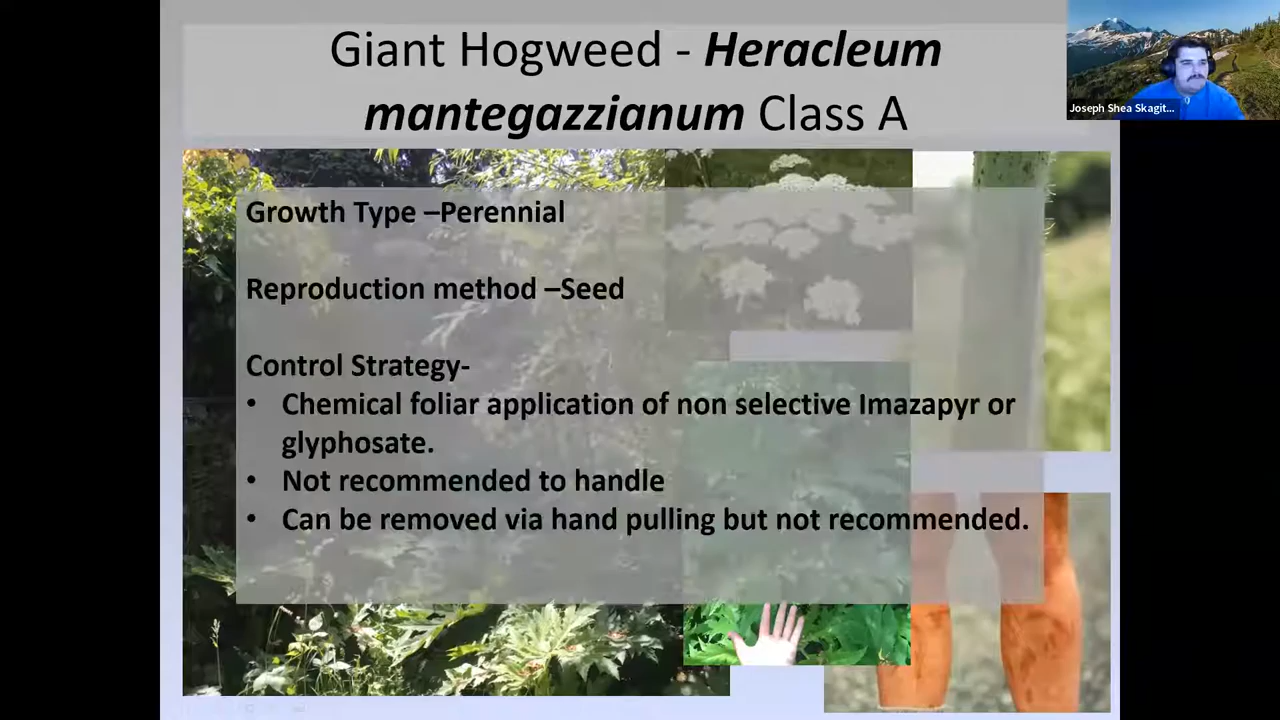 Giant Hogweed - Heracleum
mantegazzianum Class A
Joseph Shea Skagit...
Growth Type –Perennial
Reproduction method –Seed
Control Strategy-
• Chemical foliar application of non selective Imazapyr or
glyphosate.
• Not recommended to handle
• Can be removed via hand pulling but not recommended.